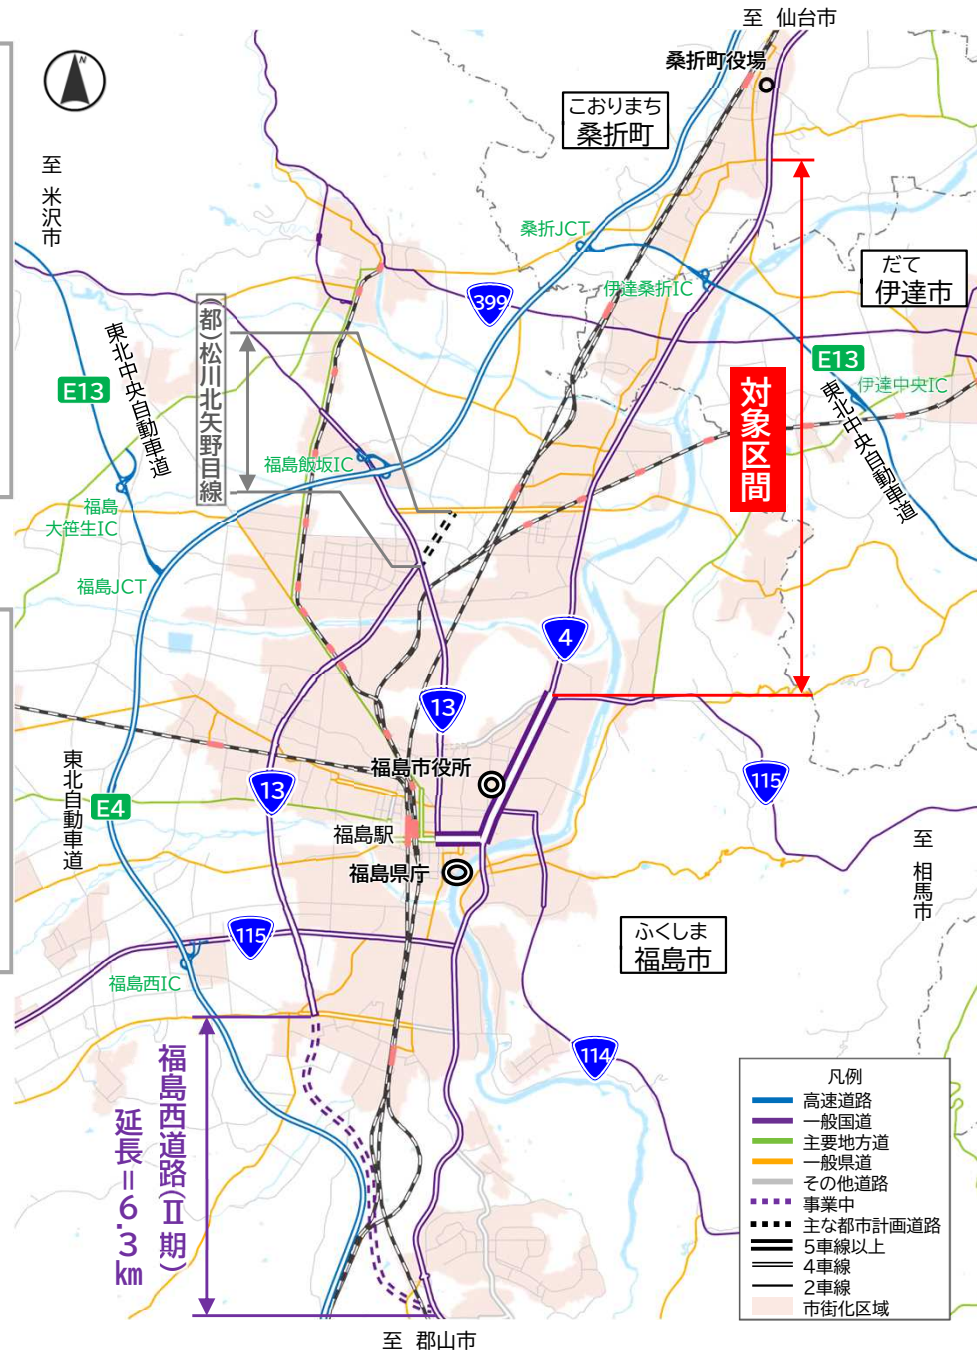 至 仙台市
桑折町役場
N
こおりまち
桑折町
至 米沢市
桑折JCT
だて
伊達市
伊達桑折IC
399
(都)松川北矢野目線
東北中央自動車道
E13
E13
伊達中央IC
東北中央自動車道
対象区間
福島飯坂IC
福島
大笹生IC
福島JCT
4
13
福島市役所
115
東北自動車道
13
E4
福島駅
至 相馬市
福島県庁
115
ふくしま
福島市
福島西IC
114
福島西道路(Ⅱ期)
延長=6.3km
凡例
高速道路
一般国道
主要地方道
一般県道
その他道路
事業中
主な都市計画道路
5車線以上
4車線
2車線
市街化区域
至 郡山市